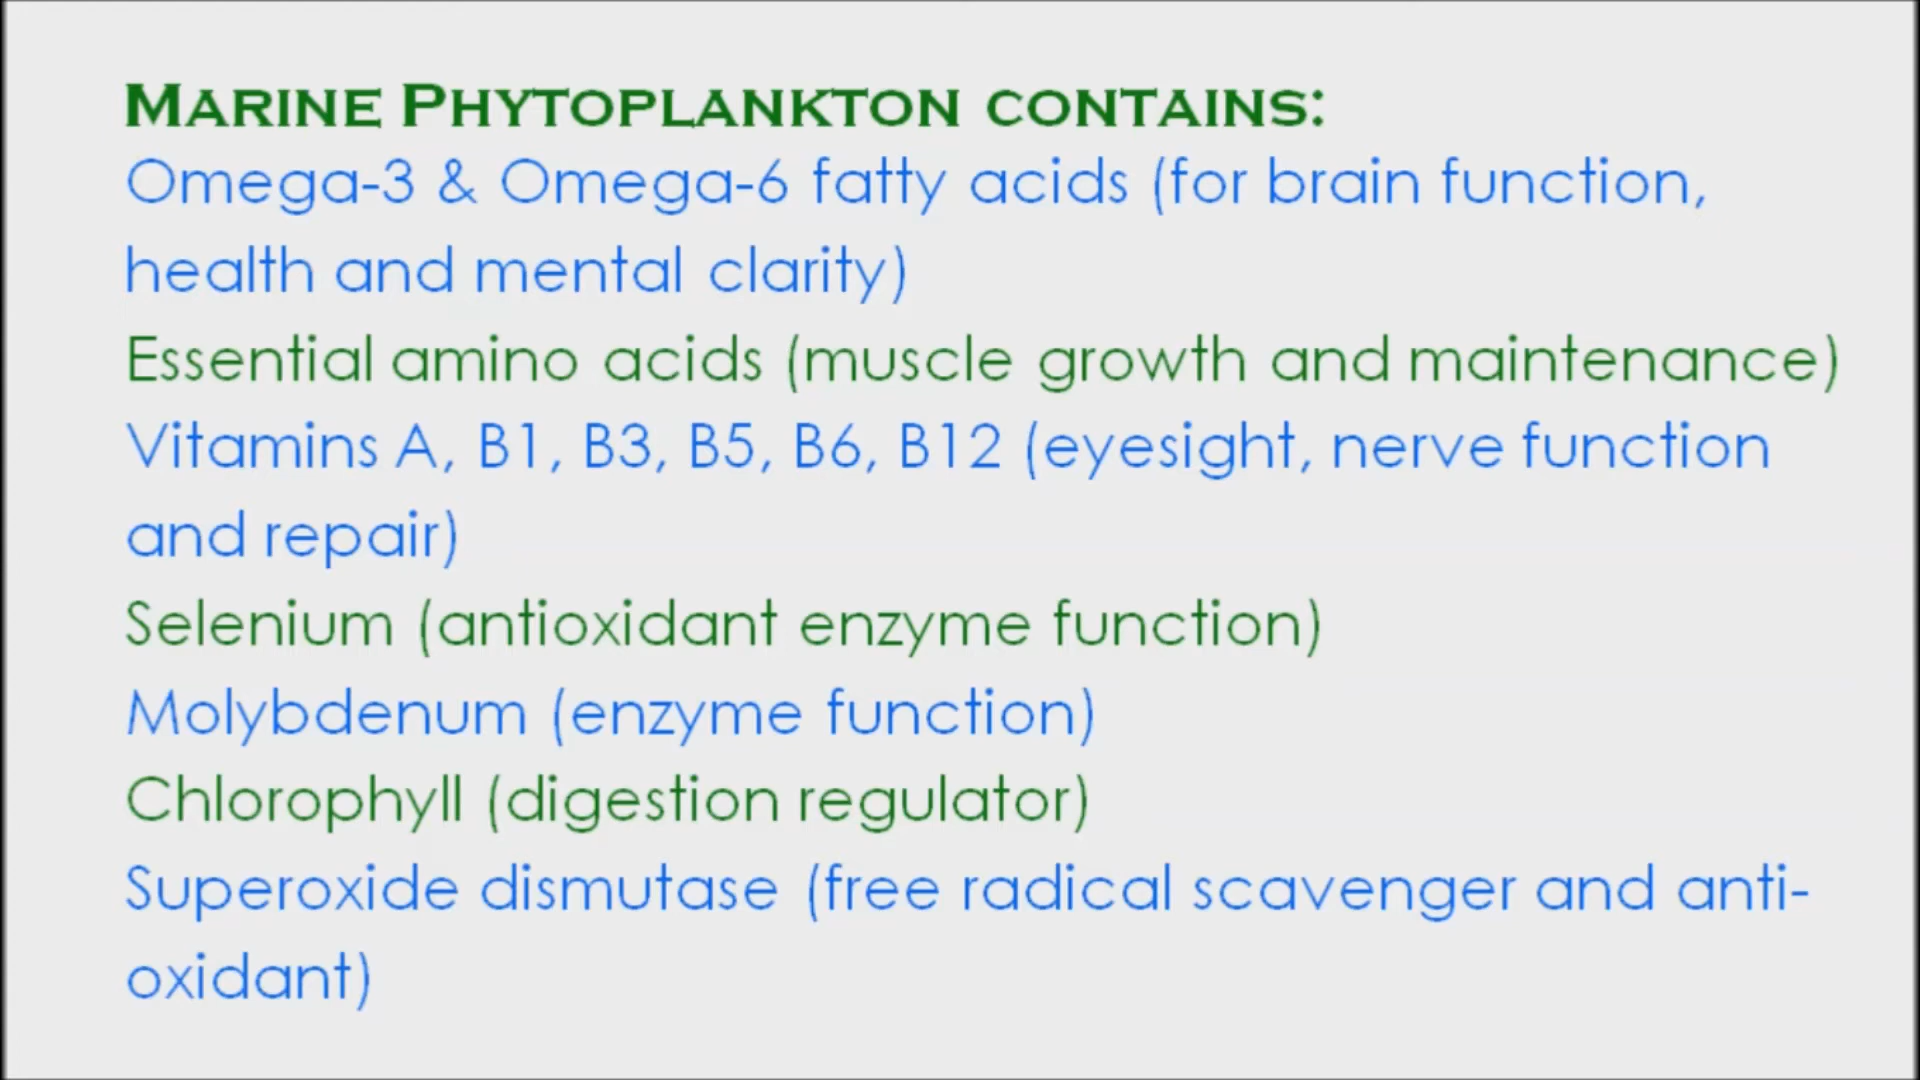 Marine Phytoplankton contains:
Omega-3 & Omega-6 fatty acids (for brain function,
health and mental clarity)
Essential amino acids (muscle growth and maintenance)
Vitamins A, B1, B3, B5, B6, B12 (eyesight, nerve function
and repair)
Selenium (antioxidant enzyme function)
Molybdenum (enzyme function)
Chlorophyll (digestion regulator)
Superoxide dismutase (free radical scavenger and anti-
oxidant)